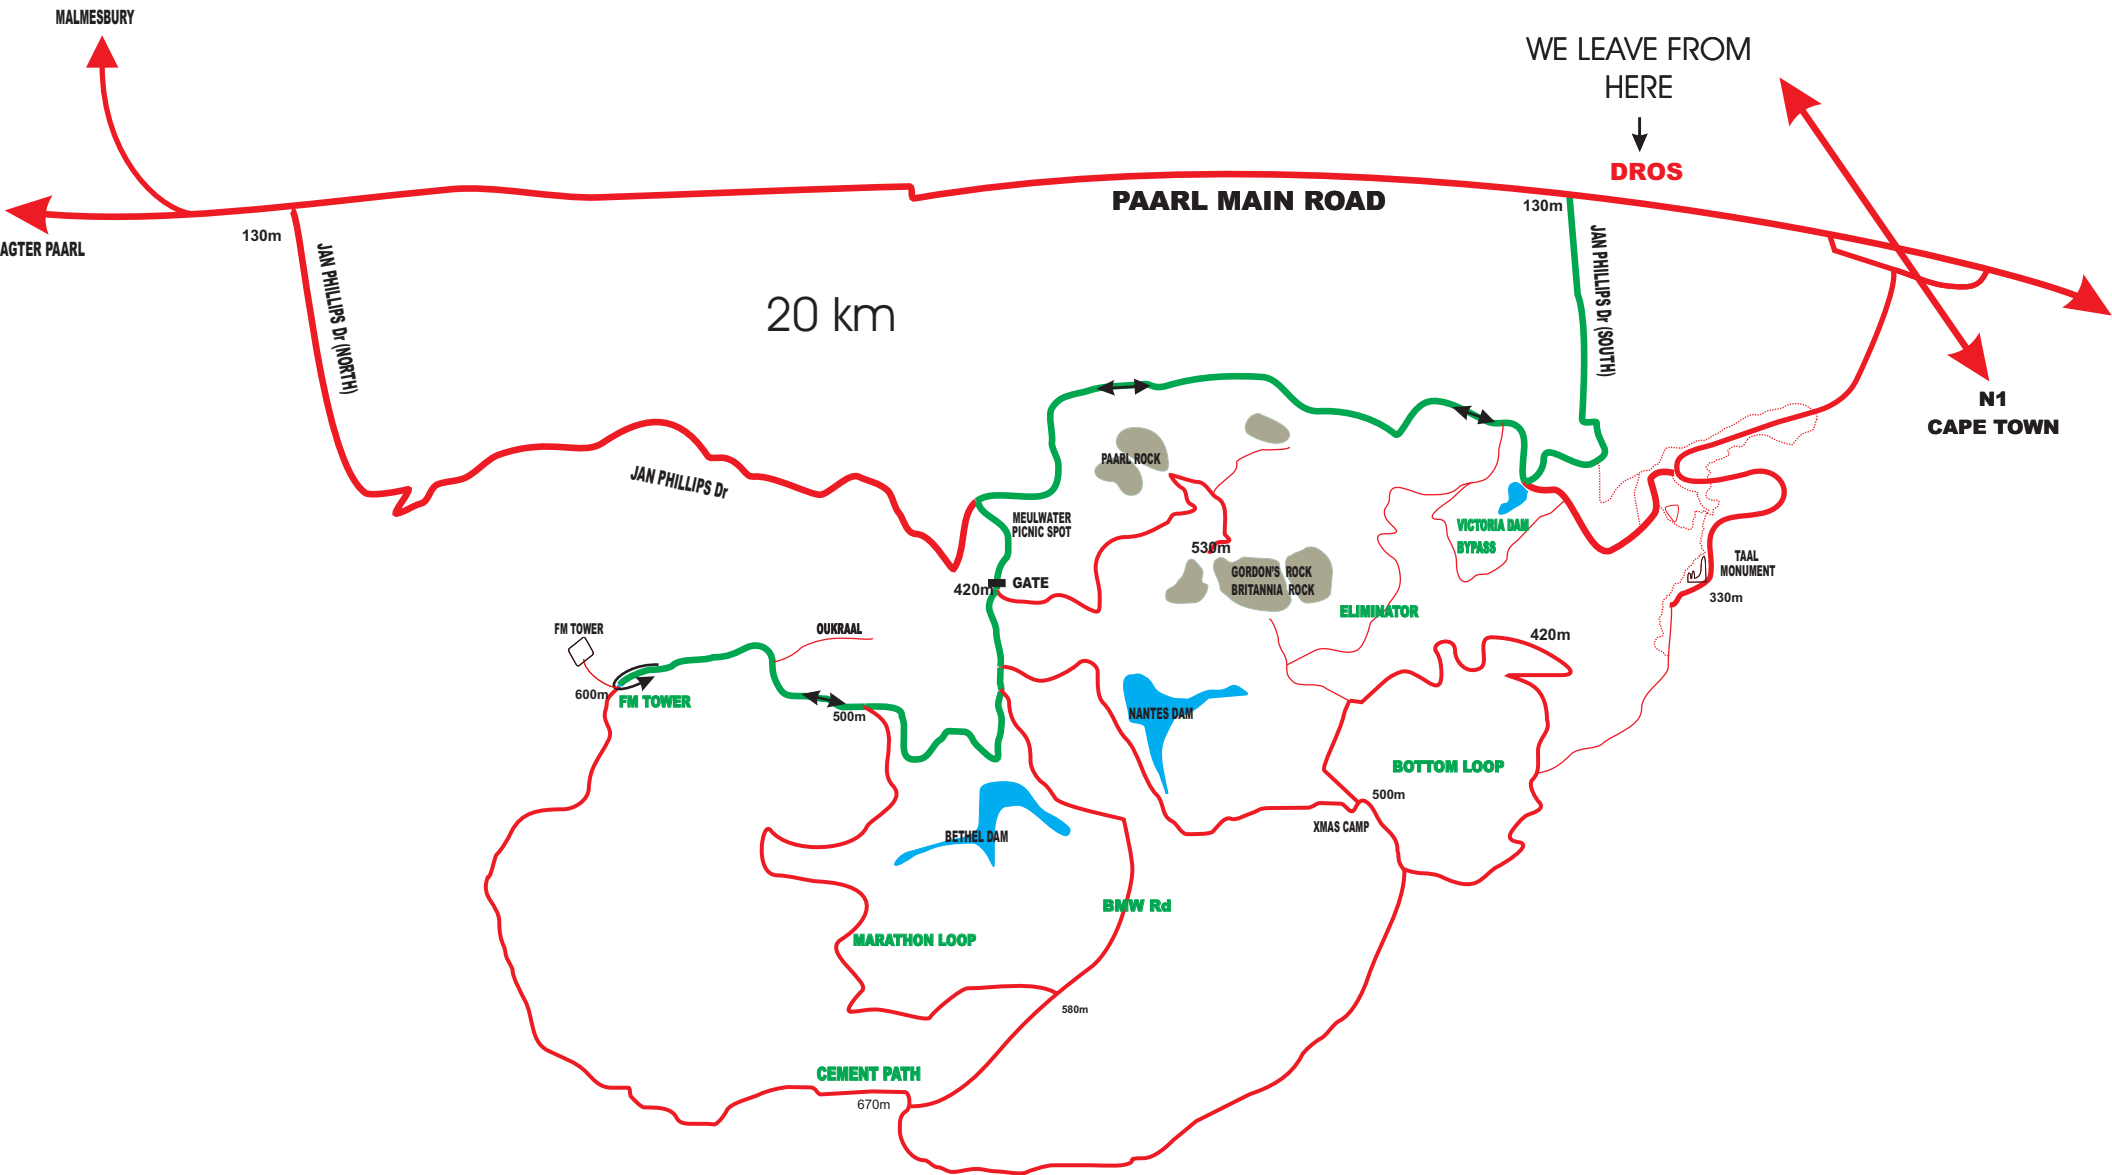 MALMESBURY
WE LEAVE FROM
HERE
DROS
PAARL MAIN ROAD
130m
130m
AGTER PAARL
JAN PHILLIPS Dr (NORTH)
JAN PHILLIPS Dr (SOUTH)
20 km
N1
CAPE TOWN
JAN PHILLIPS Dr
PAARL ROCK
MEULWATER
PICNIC SPOT
VICTORIA DAM
BYPASS
530m
GORDON'S ROCK
BRITANNIA ROCK
TAAL
MONUMENT
330m
420m
GATE
ELIMINATOR
FM TOWER
OUKRAAL
420m
600m
FM TOWER
500m
NANTES DAM
BOTTOM LOOP
500m
XMAS CAMP
BETHEL DAM
BMW Rd
MARATHON LOOP
580m
CEMENT PATH
670m